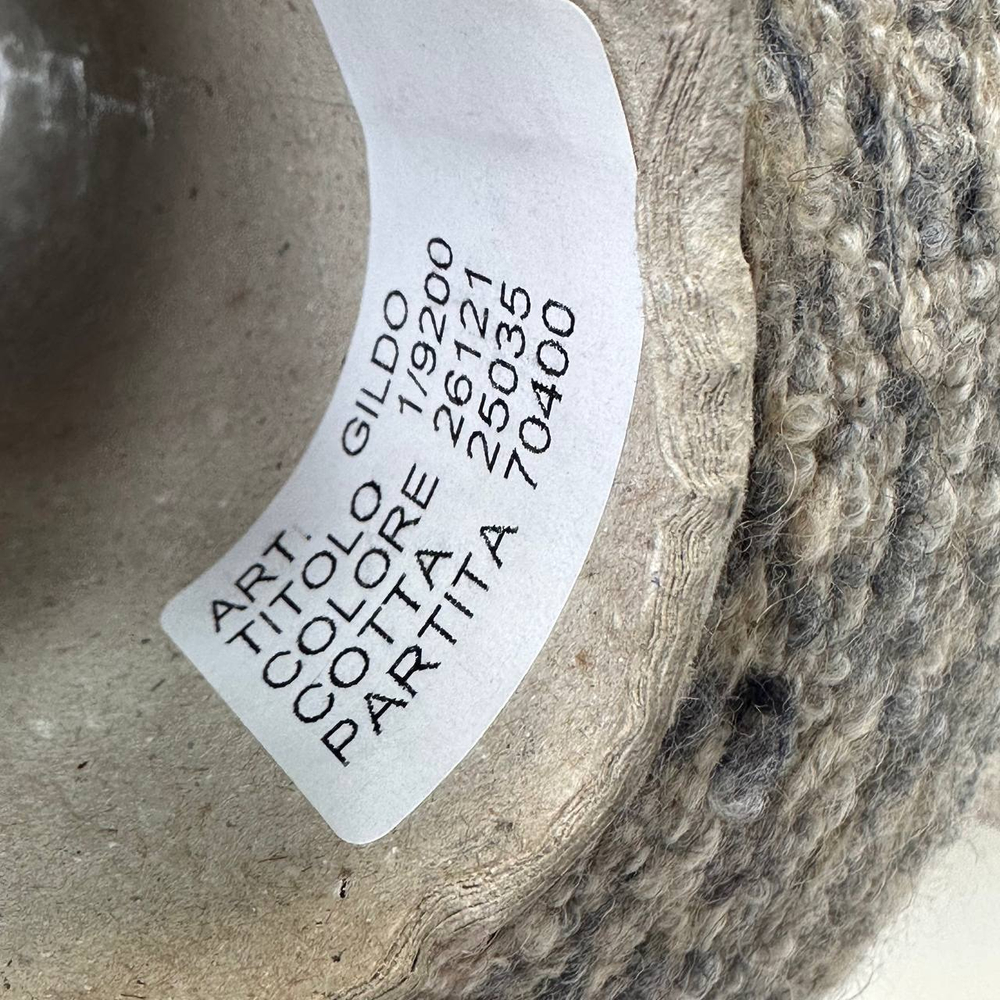 ART. GILDO
TITOLO 1/9200
COLORE 26121
COTTA 25035
PARTITA 70400